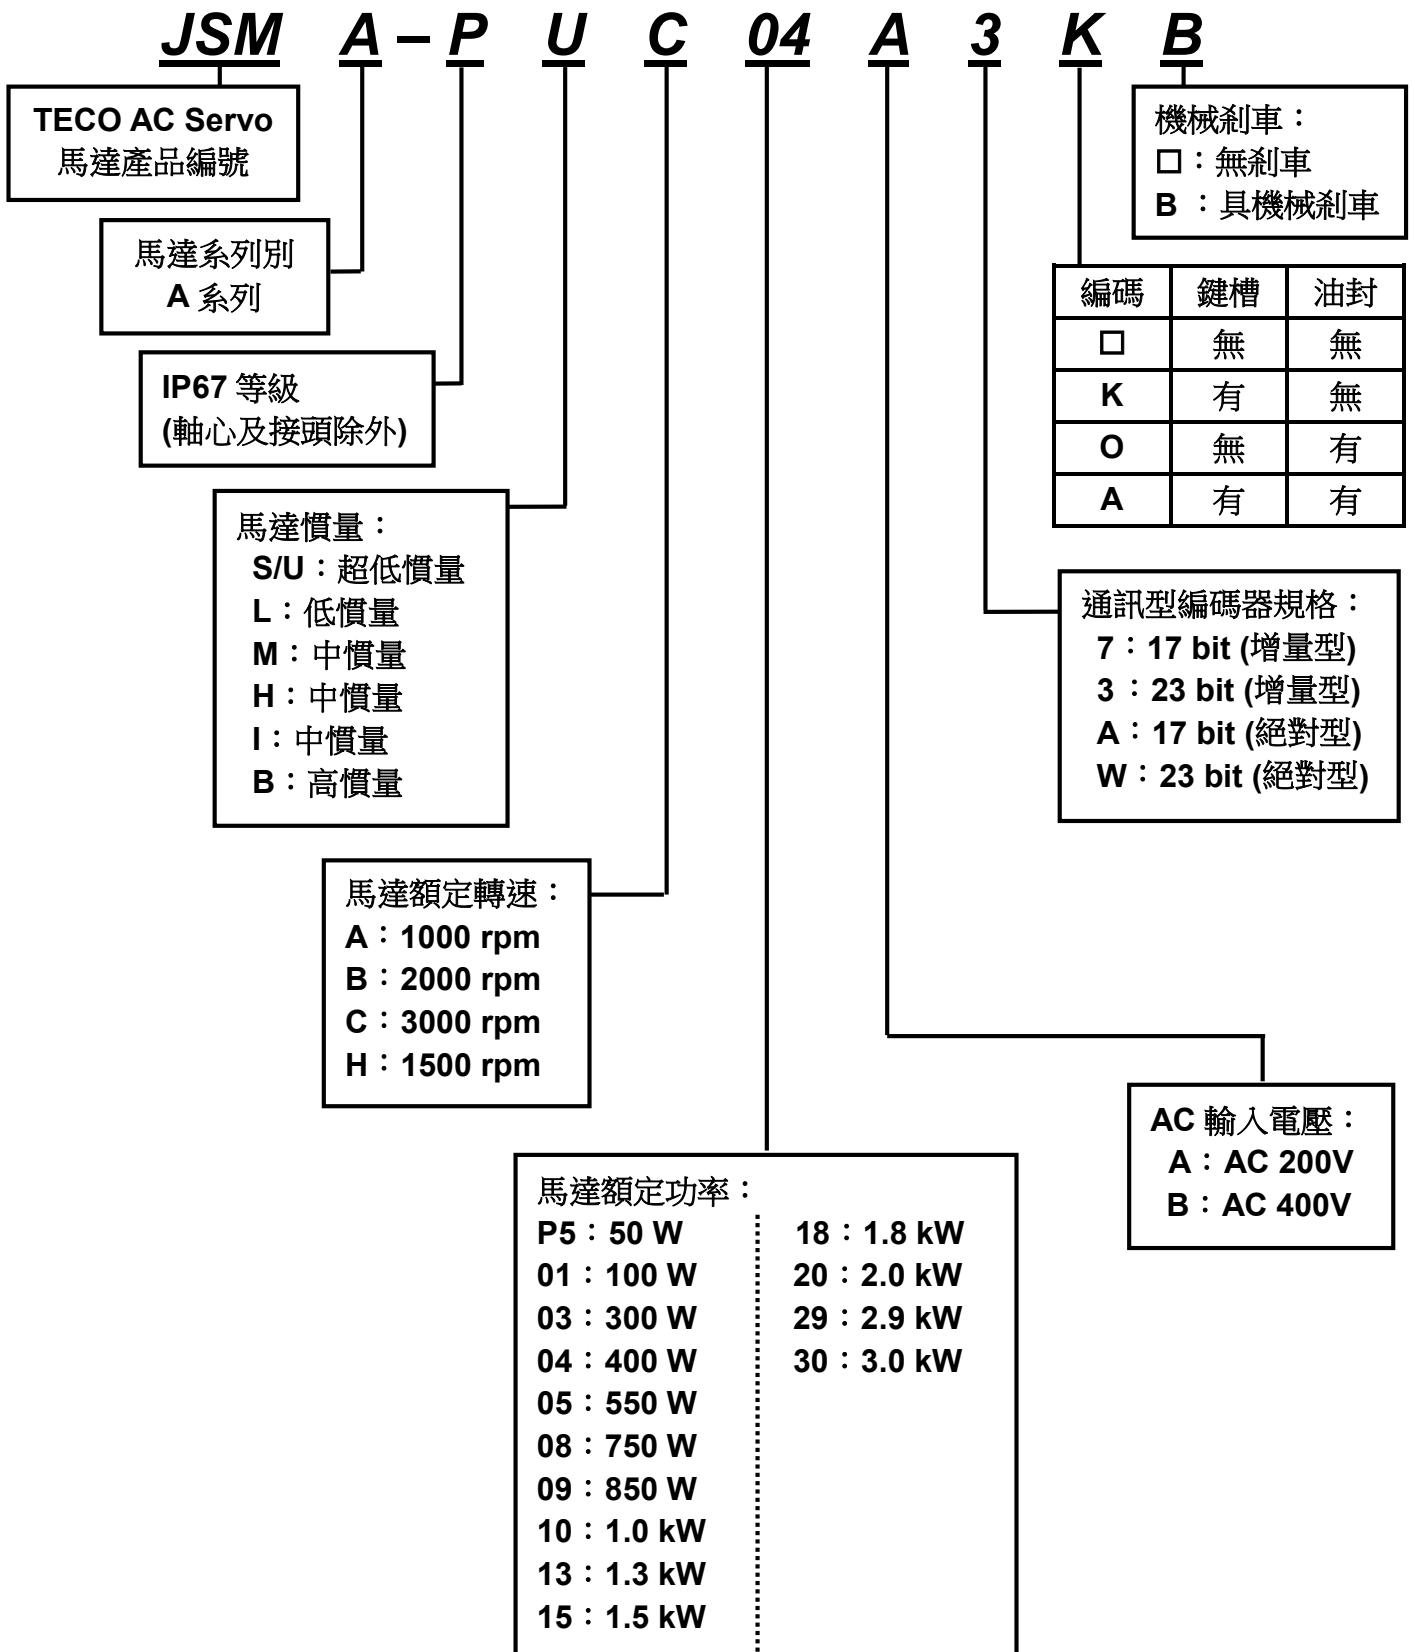 JSM A – P U C 04 A 3 K B
TECO AC Servo
馬達產品編號
馬達系列別
A 系列
IP67 等級
(軸心及接頭除外)
馬達慣量：
S/U：超低慣量
L：低慣量
M：中慣量
H：中慣量
I：中慣量
B：高慣量
馬達額定轉速：
A：1000 rpm
B：2000 rpm
C：3000 rpm
H：1500 rpm
馬達額定功率：
P5：50 W
01：100 W
03：300 W
04：400 W
05：550 W
08：750 W
09：850 W
10：1.0 kW
13：1.3 kW
15：1.5 kW
18：1.8 kW
20：2.0 kW
29：2.9 kW
30：3.0 kW
AC 輸入電壓：
A：AC 200V
B：AC 400V
通訊型編碼器規格：
7：17 bit (增量型)
3：23 bit (增量型)
A：17 bit (絕對型)
W：23 bit (絕對型)
編碼 鍵槽 油封
□ 無 無
K 有 無
O 無 有
A 有 有
機械剎車：
□：無剎車
B ：具機械剎車